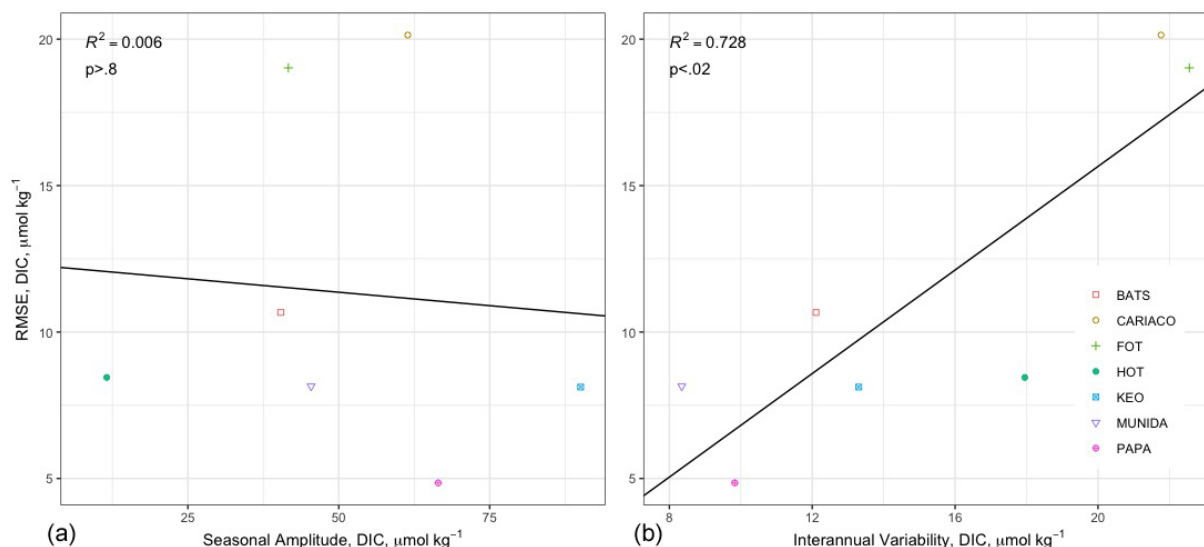 R² = 0.006
p>.8
20
15
10
5
RMSE, DIC, μmol kg⁻¹
25
50
75
(a)
Seasonal Amplitude, DIC, μmol kg⁻¹
R² = 0.728
p<.02
20
15
10
5
BATS
CARIACO
FOT
HOT
KEO
MUNIDA
PAPA
8
12
16
20
(b)
Interannual Variability, DIC, μmol kg⁻¹